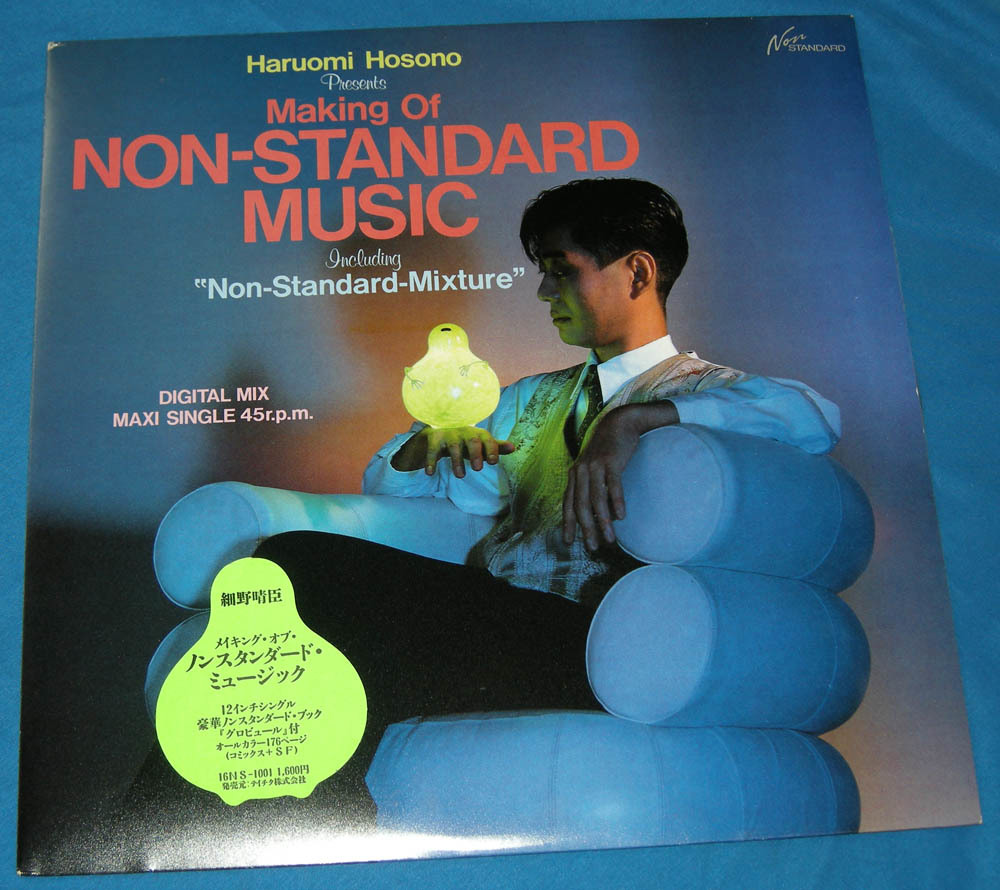 Non
STANDARD
Haruomi Hosono
Presents
Making Of
NON-STANDARD
MUSIC
Including
"Non-Standard-Mixture"
DIGITAL MIX
MAXI SINGLE 45r.p.m.
細野晴臣
メイキング・オブ・
ノンスタンダード・
ミュージック
12インチシングル
豪華ノンスタンダード・ブック
『グロビュール』付
オールカラー176ページ
(コミックス+SF)
16NS-1001 1,600円
発売元:テイチク株式会社